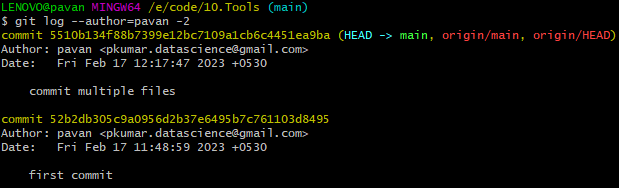 LENOVO@pavan MINGW64 /e/code/10.Tools (main)
$ git log --author=pavan -2
commit 5510b134f88b7399e12bc7109a1cb6c4451ea9ba (HEAD -> main, origin/main, origin/HEAD)
Author: pavan <pkumar.datascience@gmail.com>
Date:   Fri Feb 17 12:17:47 2023 +0530
    commit multiple files
commit 52b2db305c9a0956d2b37e6495b7c761103d8495
Author: pavan <pkumar.datascience@gmail.com>
Date:   Fri Feb 17 11:48:59 2023 +0530
    first commit